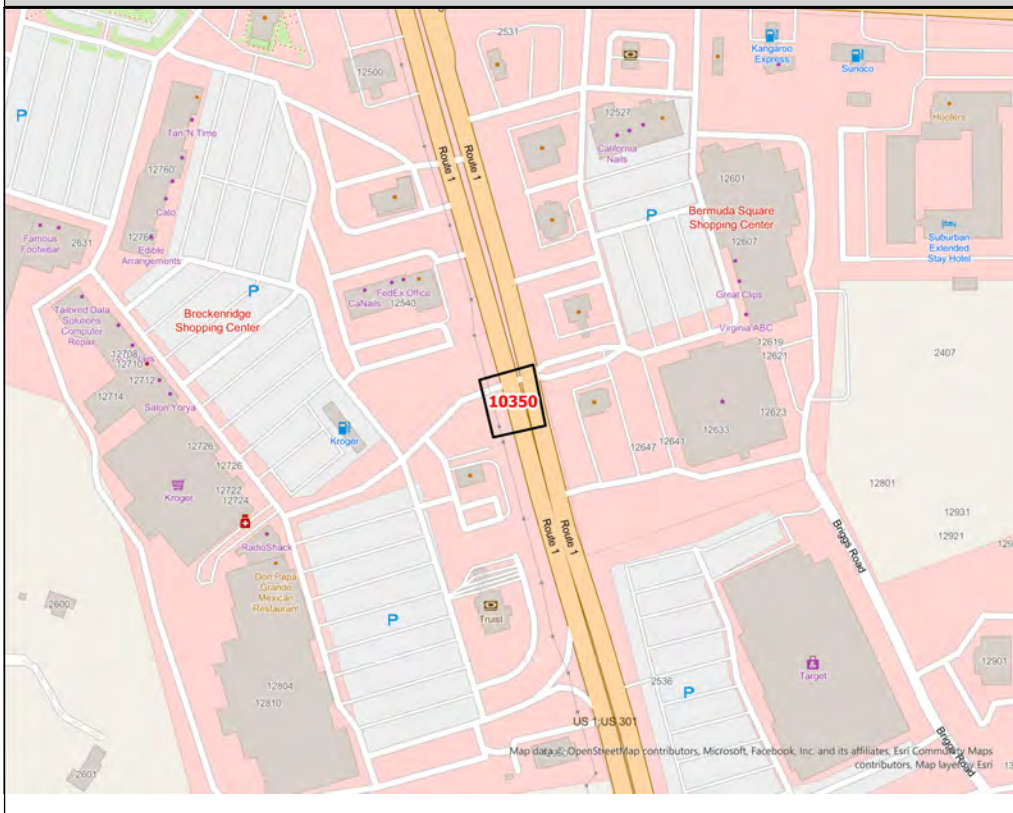 2531
Kangaroo
Express
Sunoco
12500
P
Hooters
12527
California
Nails
Tan 'N Time
Route 1
Route 1
12760
12601
Bermuda Square
Shopping Center
P
Cato
12607
Famous
Footwear
2631
12764
Edible
Arrangements
Suburban
Extended
Stay Hotel
FedEx Office
CaNails
12540
P
Great Clips
Breckenridge
Shopping Center
Virginia ABC
Tailored Data
Solutions
Computer
Repair
12619
12621
2407
12708
12710
12712
12714
Salon Yorya
10350
12623
12633
Kroger
12726
12726
12647
12641
Kroger
12722
12724
12801
12931
12921
RadioShack
Route 1
Route 1
Briggs Road
Don Papa
Grande
Mexican
Restaurant
2600
P
Truist
12901
12804
12810
2536
P
Target
US 1;US 301
Briggs Road
2601
Map data © OpenStreetMap contributors, Microsoft, Facebook, Inc. and its affiliates, Esri Community Maps
contributors, Map layer by Esri